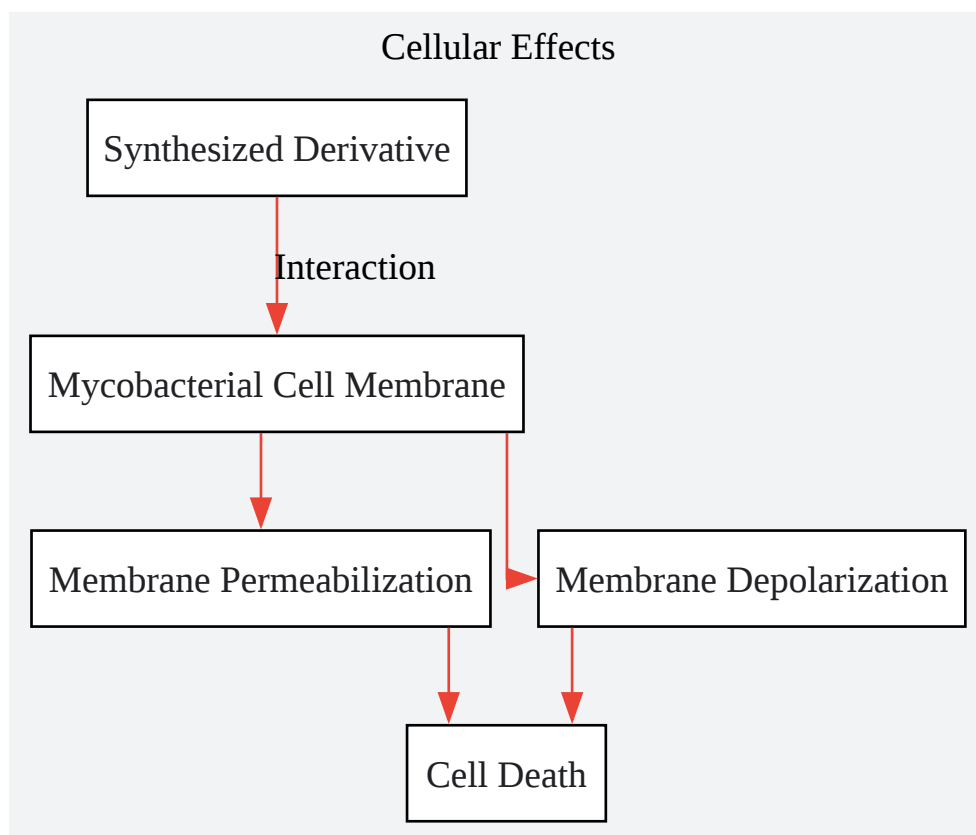 Cellular Effects
Synthesized Derivative
Interaction
Mycobacterial Cell Membrane
Membrane Permeabilization
Membrane Depolarization
Cell Death